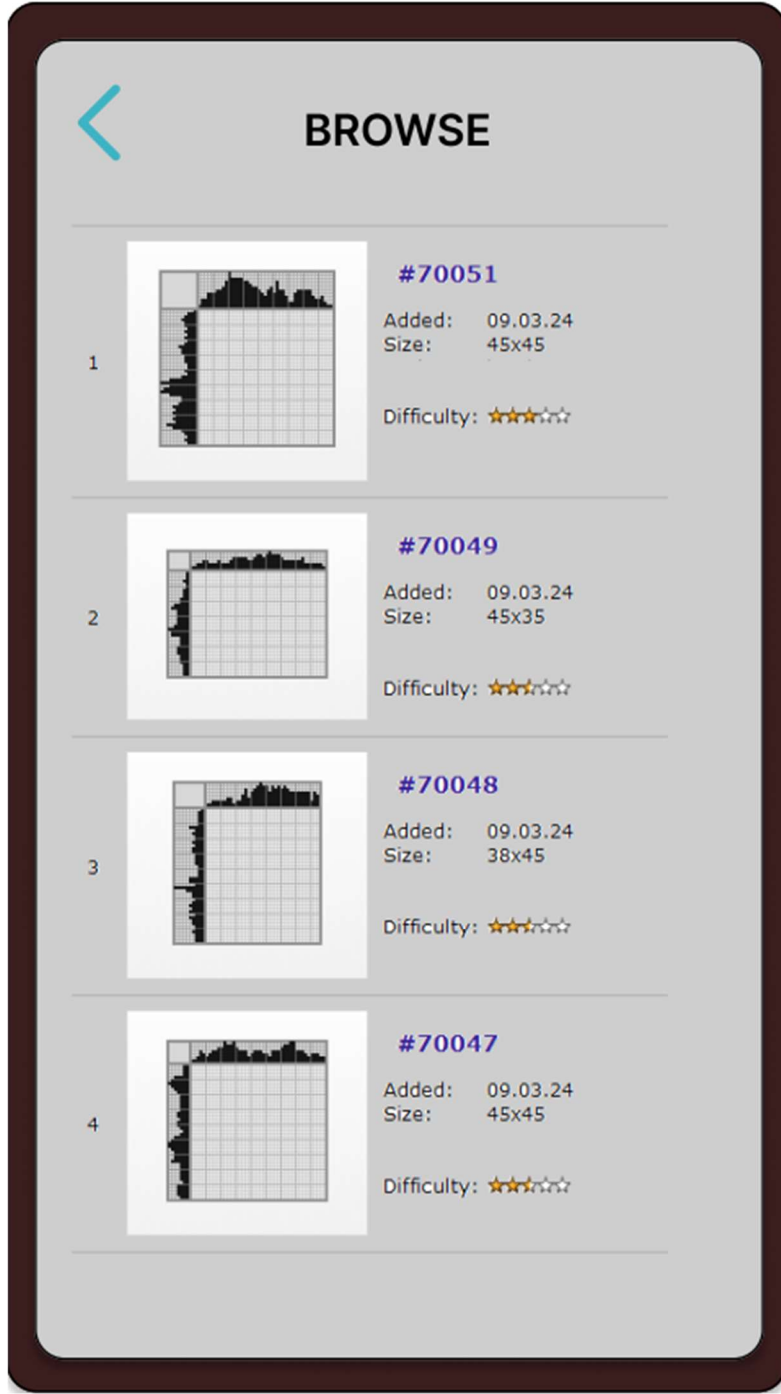 BROWSE
1
#70051
Added: 09.03.24
Size: 45x45
Difficulty:
2
#70049
Added: 09.03.24
Size: 45x35
Difficulty:
3
#70048
Added: 09.03.24
Size: 38x45
Difficulty:
4
#70047
Added: 09.03.24
Size: 45x45
Difficulty: